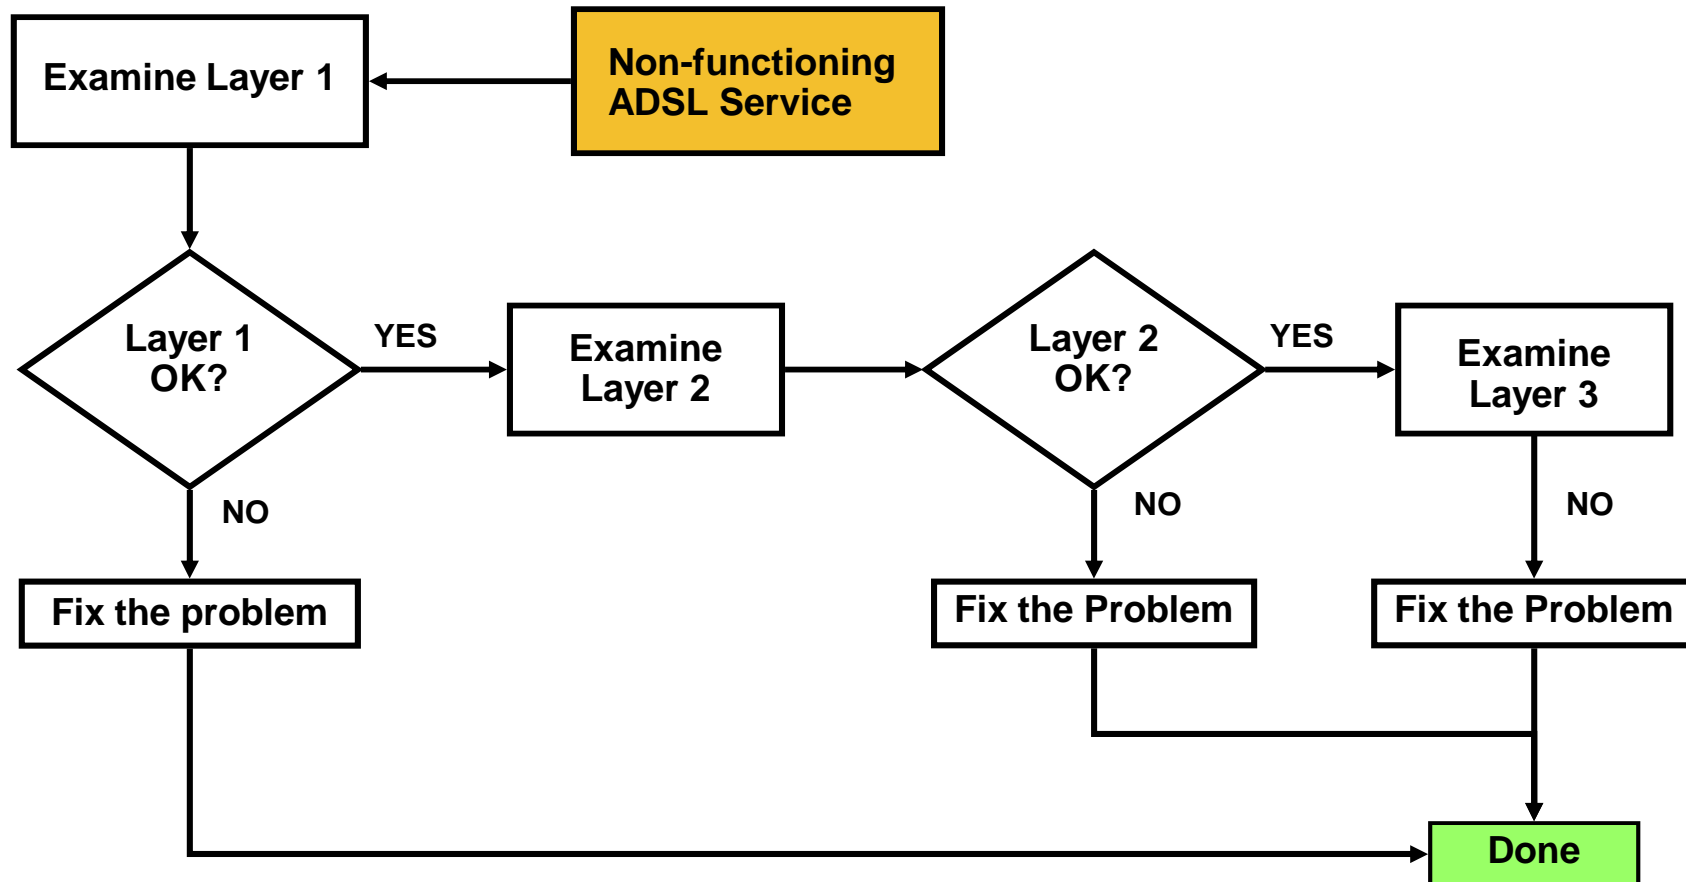 Examine Layer 1
Non-functioning
ADSL Service
Layer 1
OK?
YES
Examine
Layer 2
Layer 2
OK?
YES
Examine
Layer 3
NO
NO
NO
Fix the problem
Fix the Problem
Fix the Problem
Done